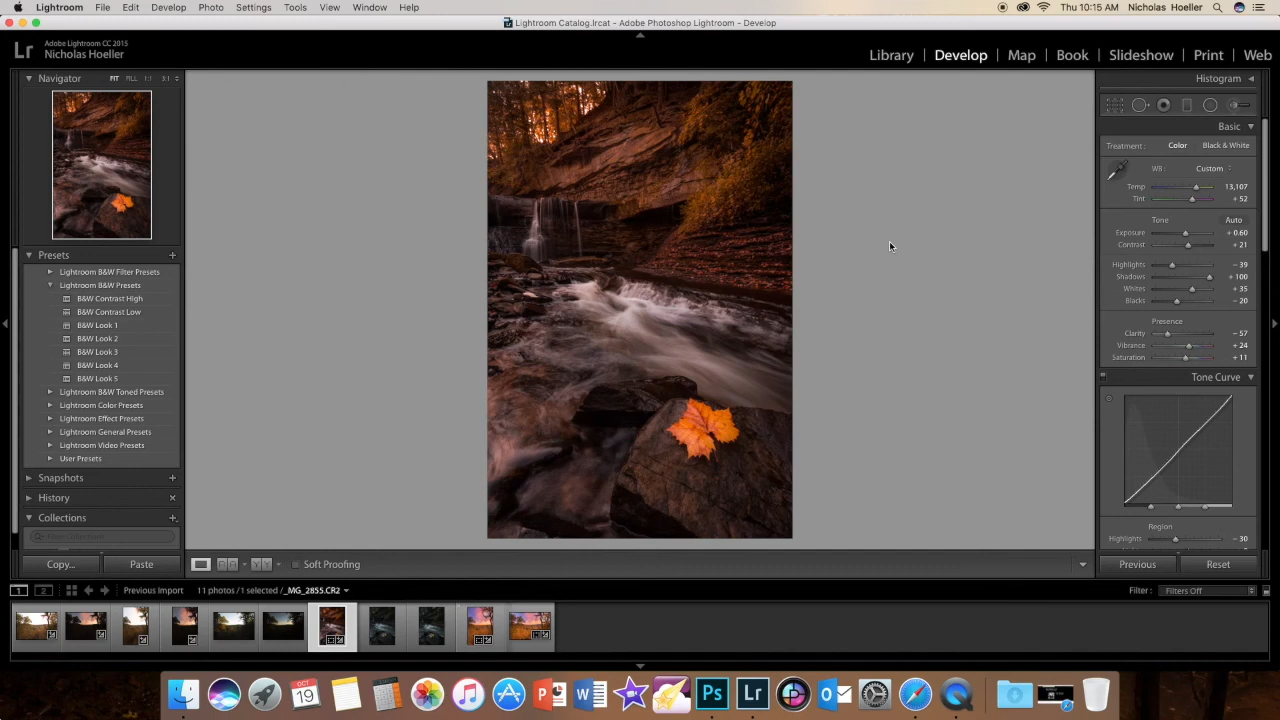 Lightroom File Edit Develop Photo Settings Tools View Window Help Thu 10:15 AM Nicholas Hoeller
Lightroom Catalog.lrcat - Adobe Photoshop Lightroom - Develop
Lr Adobe Lightroom CC 2015
Nicholas Hoeller
Library | Develop | Map | Book | Slideshow | Print | Web
Navigator FIT FILL 1:1 3:1
Presets
Lightroom B&W Filter Presets
Lightroom B&W Presets
B&W Contrast High
B&W Contrast Low
B&W Look 1
B&W Look 2
B&W Look 3
B&W Look 4
B&W Look 5
Lightroom B&W Toned Presets
Lightroom Color Presets
Lightroom Effect Presets
Lightroom General Presets
Lightroom Video Presets
User Presets
Snapshots
History
Collections
Filter Collections
Copy... Paste
Soft Proofing
Histogram
Basic
Treatment : Color Black & White
WB : Custom
Temp 13,107
Tint + 52
Tone Auto
Exposure + 0.60
Contrast + 21
Highlights − 39
Shadows + 100
Whites + 35
Blacks − 20
Presence
Clarity − 57
Vibrance + 24
Saturation + 11
Tone Curve
Region
Highlights − 30
Previous Reset
1 2 Previous Import 11 photos / 1 selected / _MG_2855.CR2 Filter : Filters Off
OCT
19
Ps Lr